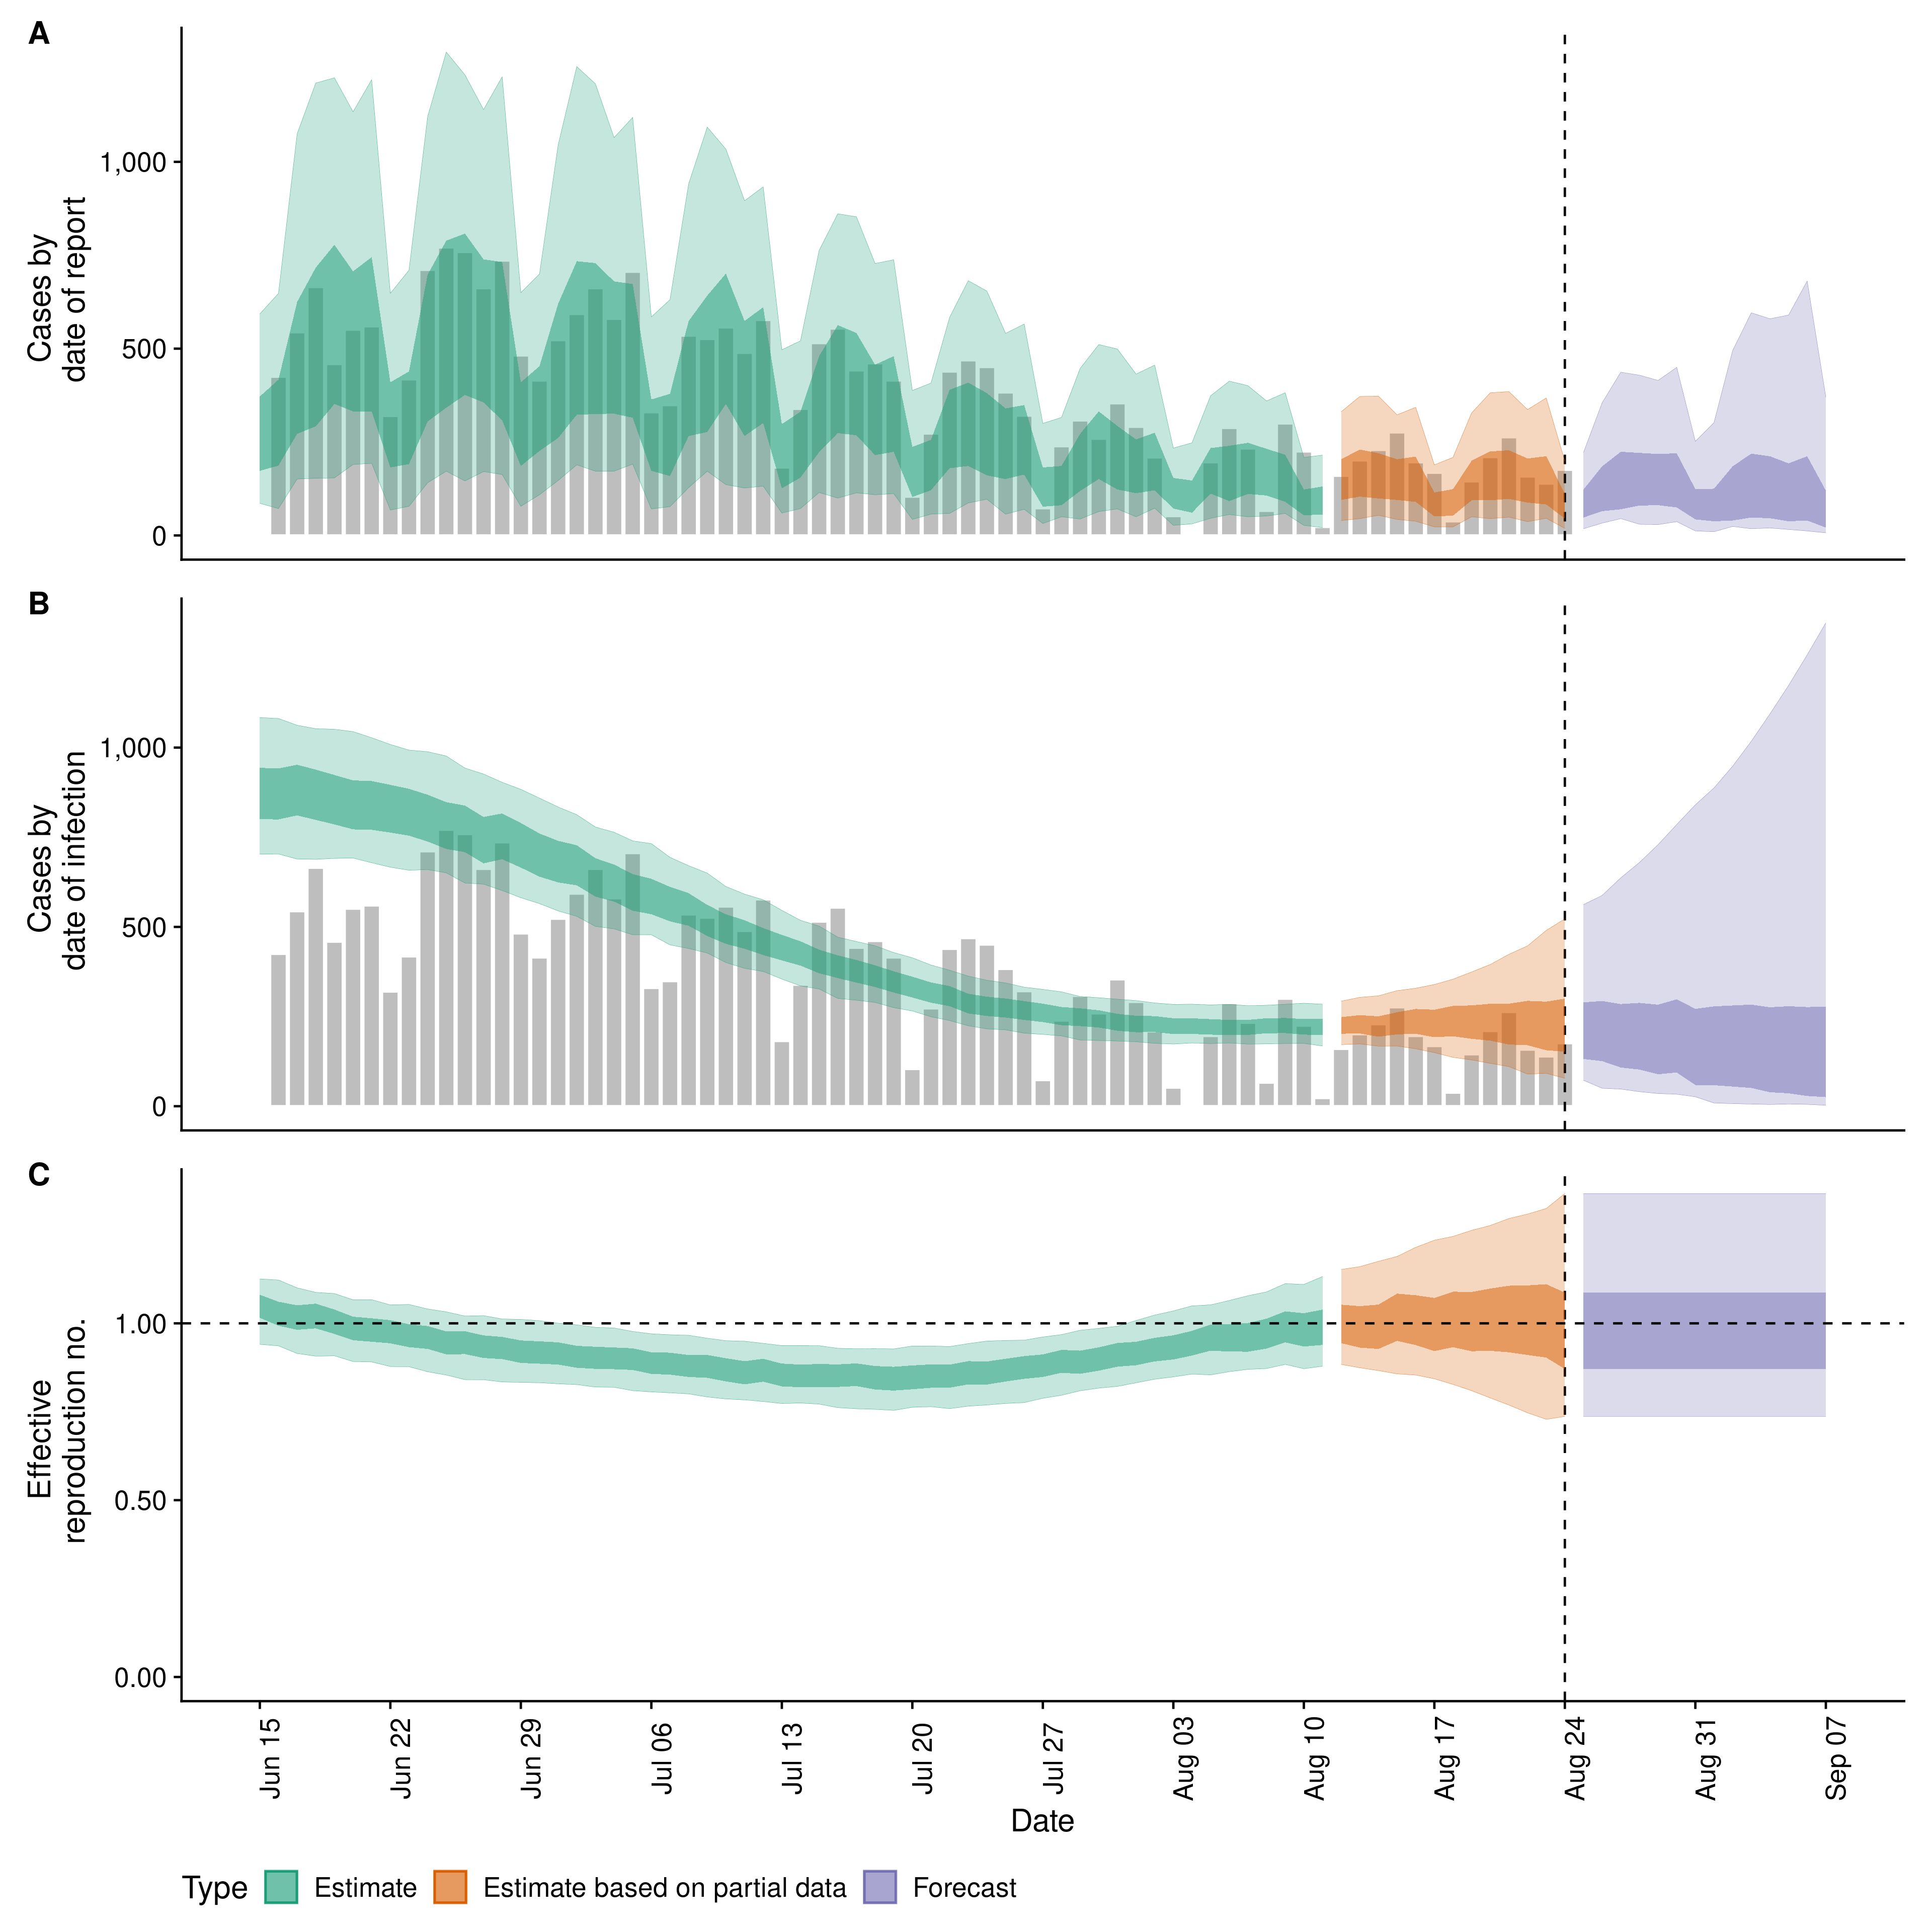 A
Cases by
date of report
1,000
500
0
B
Cases by
date of infection
1,000
500
0
C
Effective
reproduction no.
1.00
0.50
0.00
Jun 15
Jun 22
Jun 29
Jul 06
Jul 13
Jul 20
Jul 27
Aug 03
Aug 10
Aug 17
Aug 24
Aug 31
Sep 07
Date
Type Estimate Estimate based on partial data Forecast